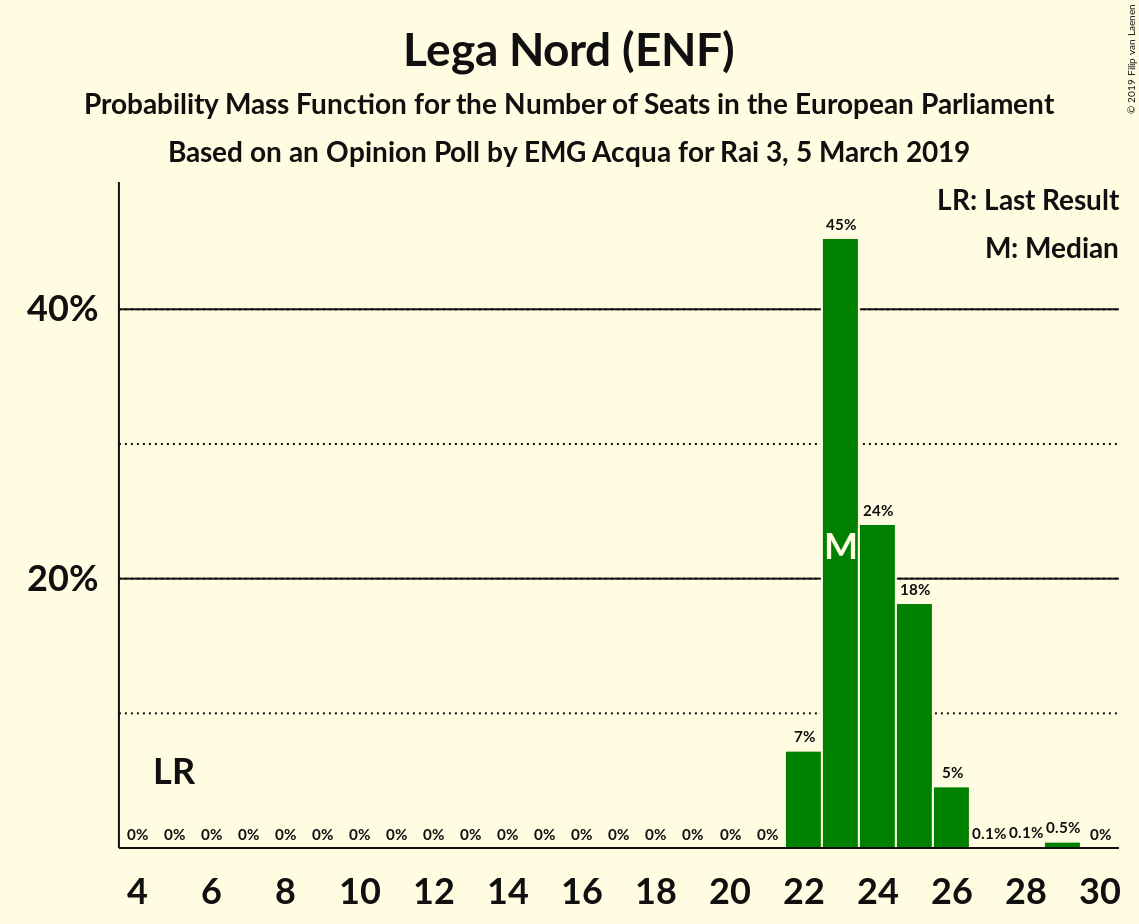 Lega Nord (ENF)
Probability Mass Function for the Number of Seats in the European Parliament
Based on an Opinion Poll by EMG Acqua for Rai 3, 5 March 2019
© 2019 Filip van Laenen
LR: Last Result
M: Median
45%
40%
24%
M
20%
18%
7%
LR
5%
0% 0% 0% 0% 0% 0% 0% 0% 0% 0% 0% 0% 0% 0% 0% 0% 0% 0% 0.1% 0.1% 0.5% 0%
4 6 8 10 12 14 16 18 20 22 24 26 28 30